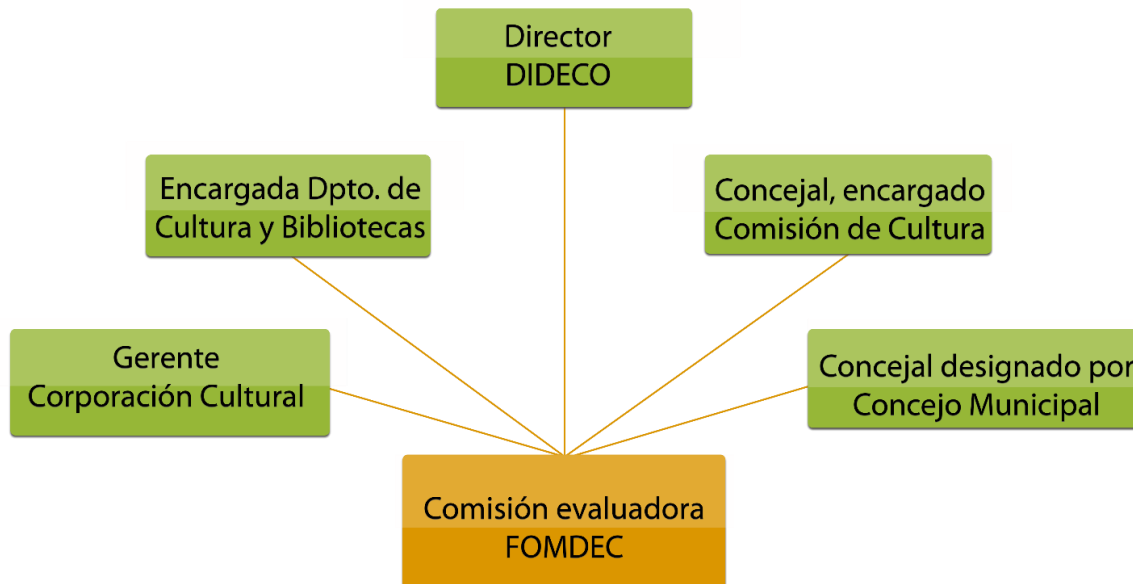 Director
DIDECO
Encargada Dpto. de
Cultura y Bibliotecas
Concejal, encargado
Comisión de Cultura
Gerente
Corporación Cultural
Concejal designado por
Concejo Municipal
Comisión evaluadora
FOMDEC